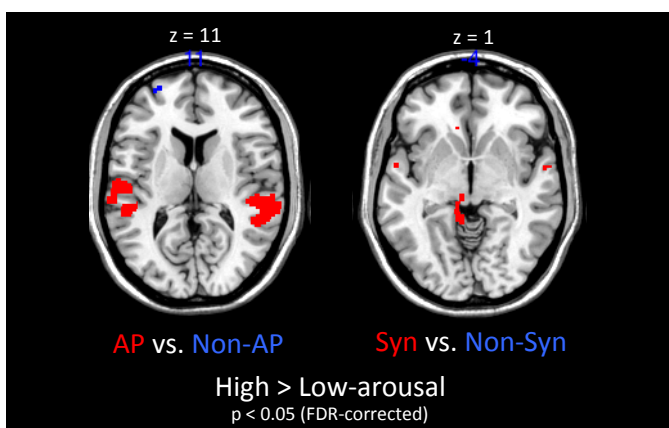 z = 11
z = 1
11
-4
AP vs. Non-AP
Syn vs. Non-Syn
High > Low-arousal
p < 0.05 (FDR-corrected)